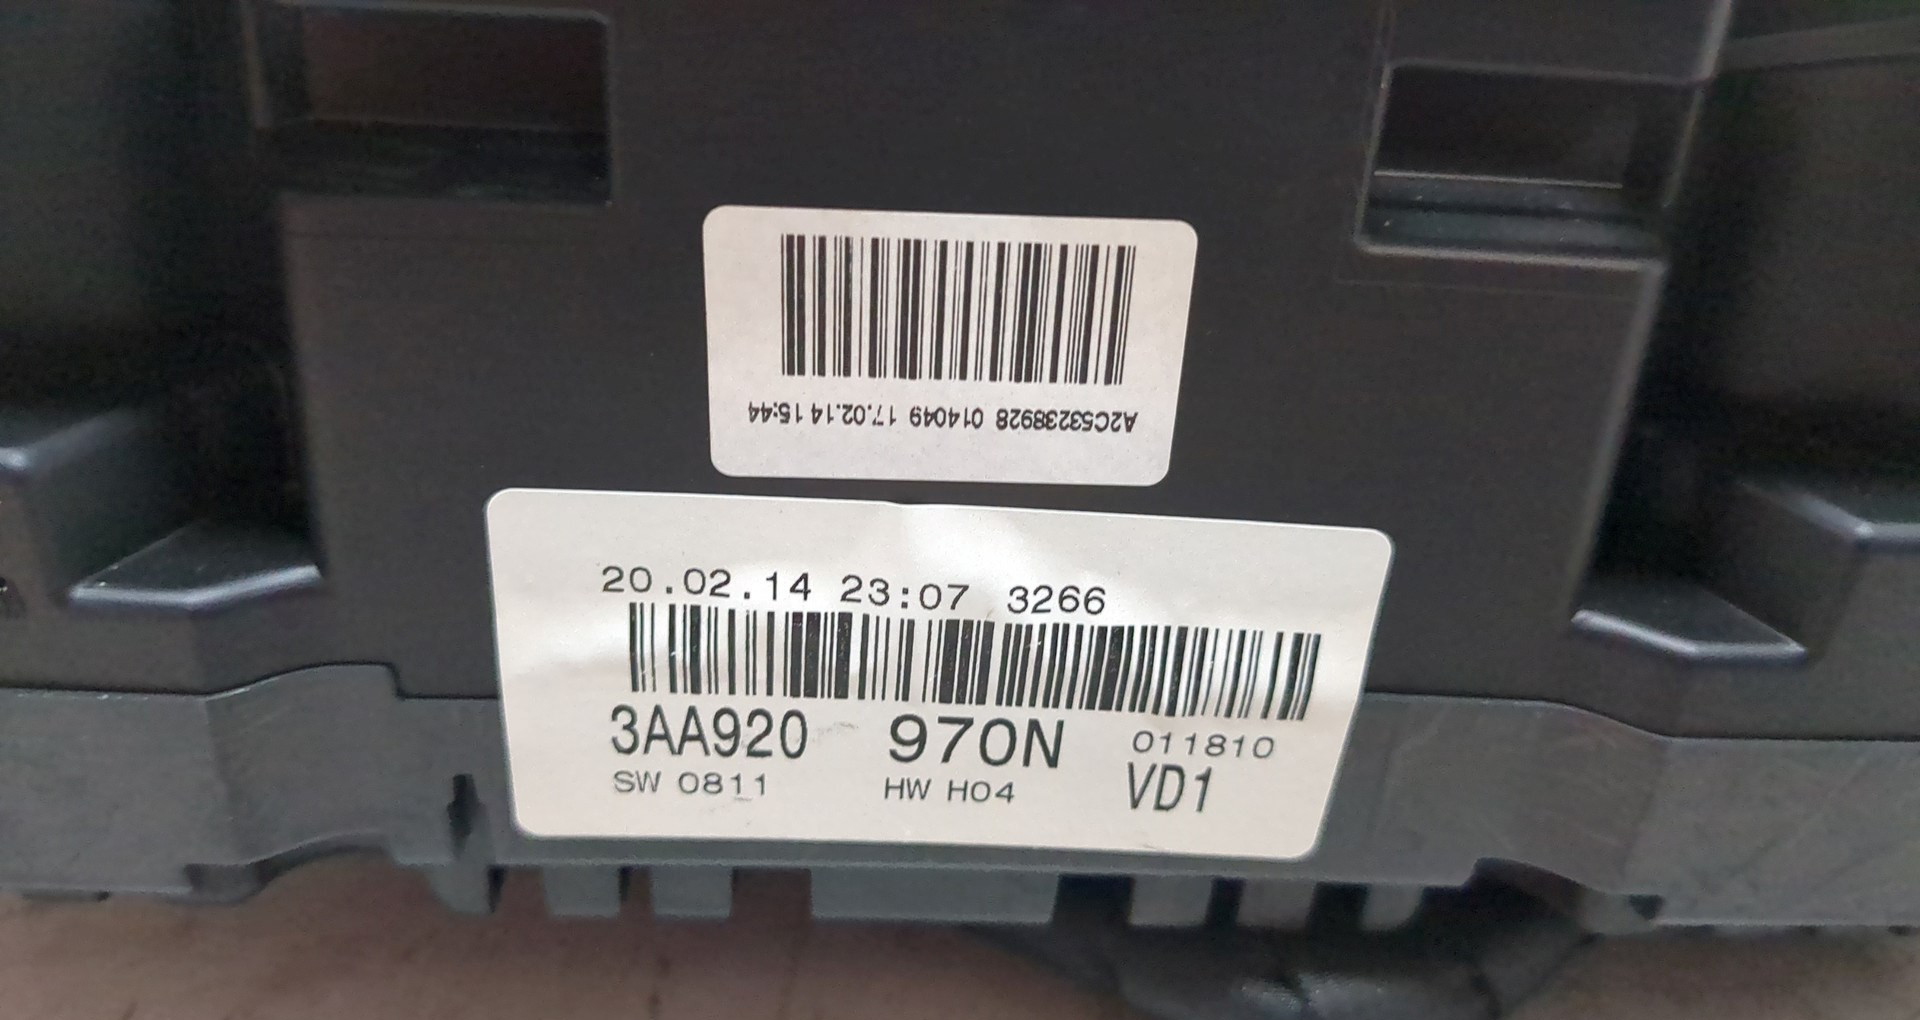 A2C53238928 014049 17.02.14 15:44
20.02.14 23:07 3266
3AA920 970N 011810
SW 0811 HW H04 VD1